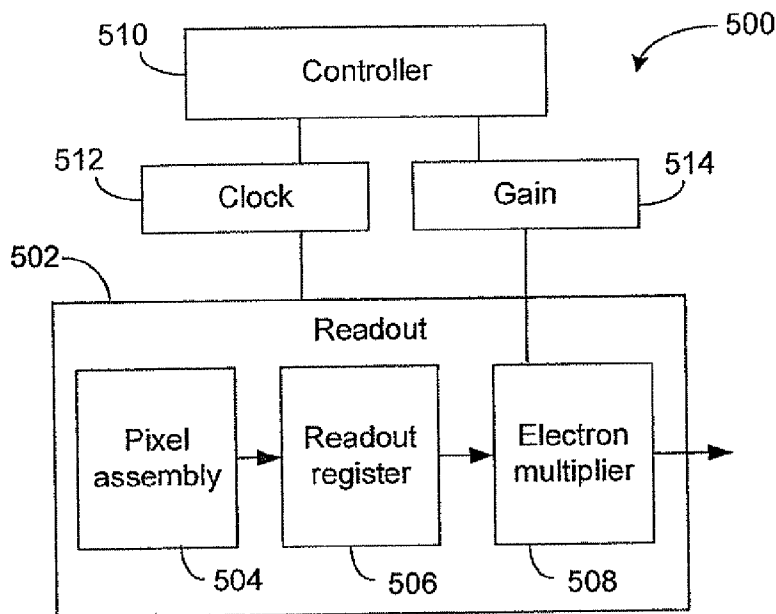 510
Controller
500
512
Clock
Gain
514
502
Readout
Pixel
assembly
Readout
register
Electron
multiplier
504
506
508